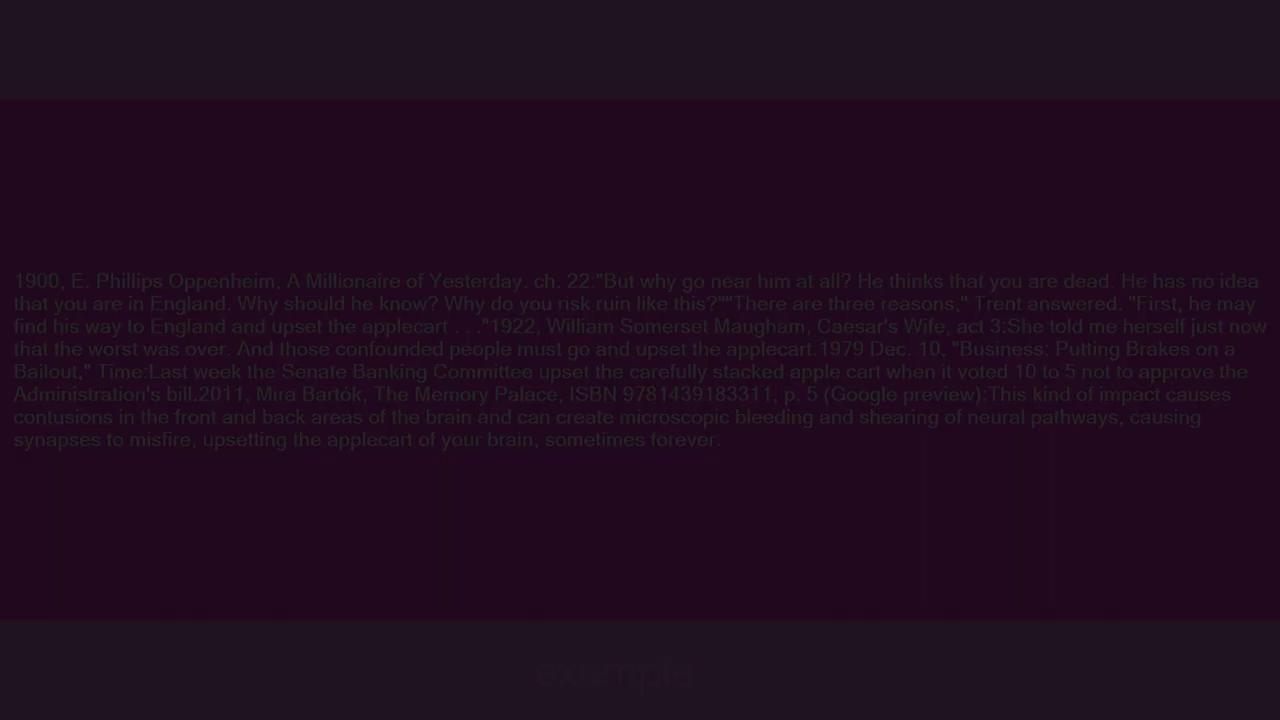 1900, E. Phillips Oppenheim, A Millionaire of Yesterday. ch. 22:"But why go near him at all? He thinks that you are dead. He has no idea
that you are in England. Why should he know? Why do you risk ruin like this?""There are three reasons," Trent answered. "First, he may
find his way to England and upset the applecart . . ."1922, William Somerset Maugham, Caesar's Wife, act 3:She told me herself just now
that the worst was over. And those confounded people must go and upset the applecart.1979 Dec. 10, "Business: Putting Brakes on a
Bailout," Time:Last week the Senate Banking Committee upset the carefully stacked apple cart when it voted 10 to 5 not to approve the
Administration's bill.2011, Mira Bartók, The Memory Palace, ISBN 9781439183311, p. 5 (Google preview):This kind of impact causes
contusions in the front and back areas of the brain and can create microscopic bleeding and shearing of neural pathways, causing
synapses to misfire, upsetting the applecart of your brain, sometimes forever.
example